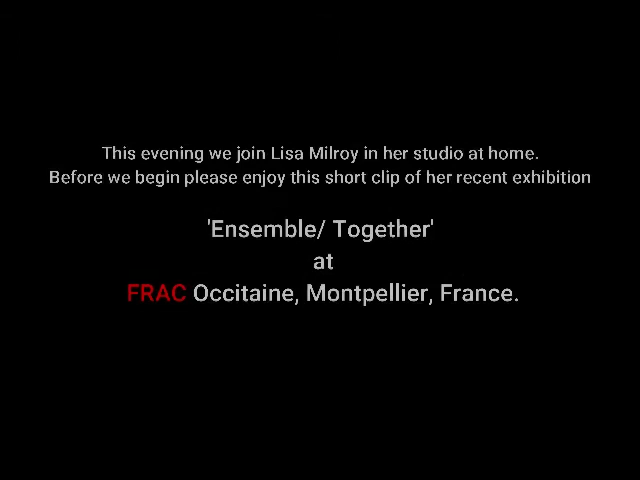 This evening we join Lisa Milroy in her studio at home.
Before we begin please enjoy this short clip of her recent exhibition
'Ensemble/ Together'
at
FRAC Occitaine, Montpellier, France.